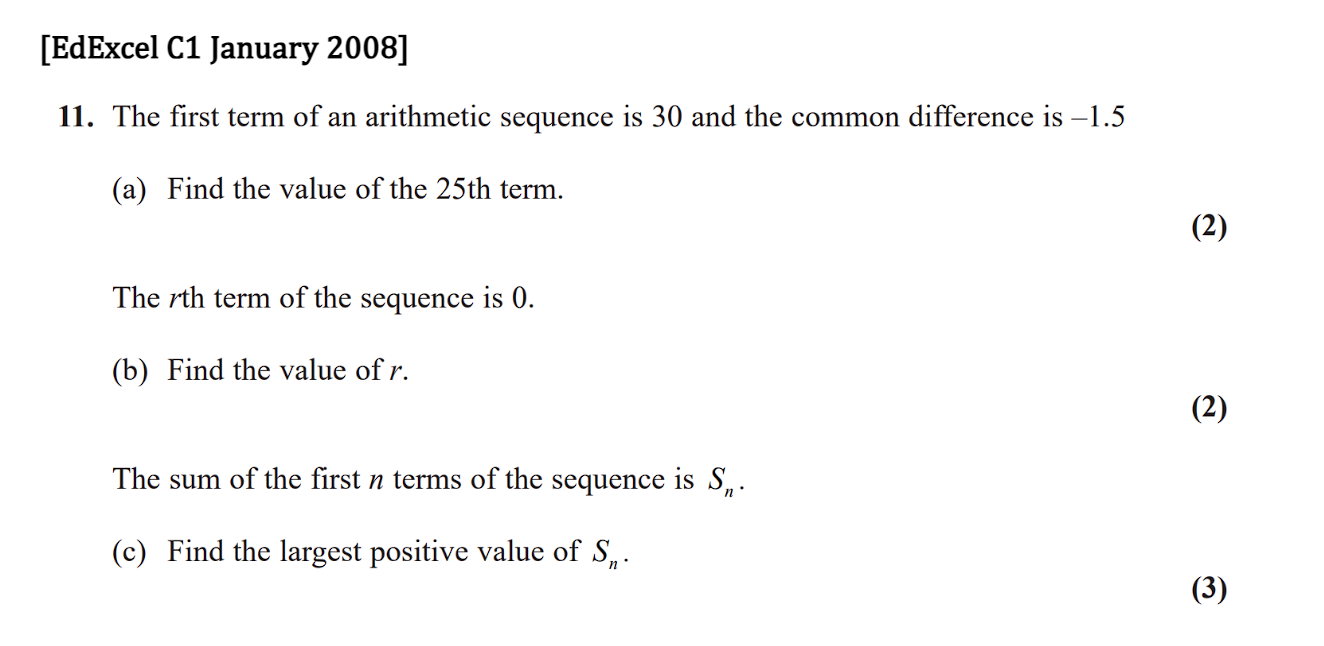 [EdExcel C1 January 2008]
11. The first term of an arithmetic sequence is 30 and the common difference is –1.5
(a) Find the value of the 25th term.
(2)
The rth term of the sequence is 0.
(b) Find the value of r.
(2)
The sum of the first n terms of the sequence is Sₙ.
(c) Find the largest positive value of Sₙ.
(3)